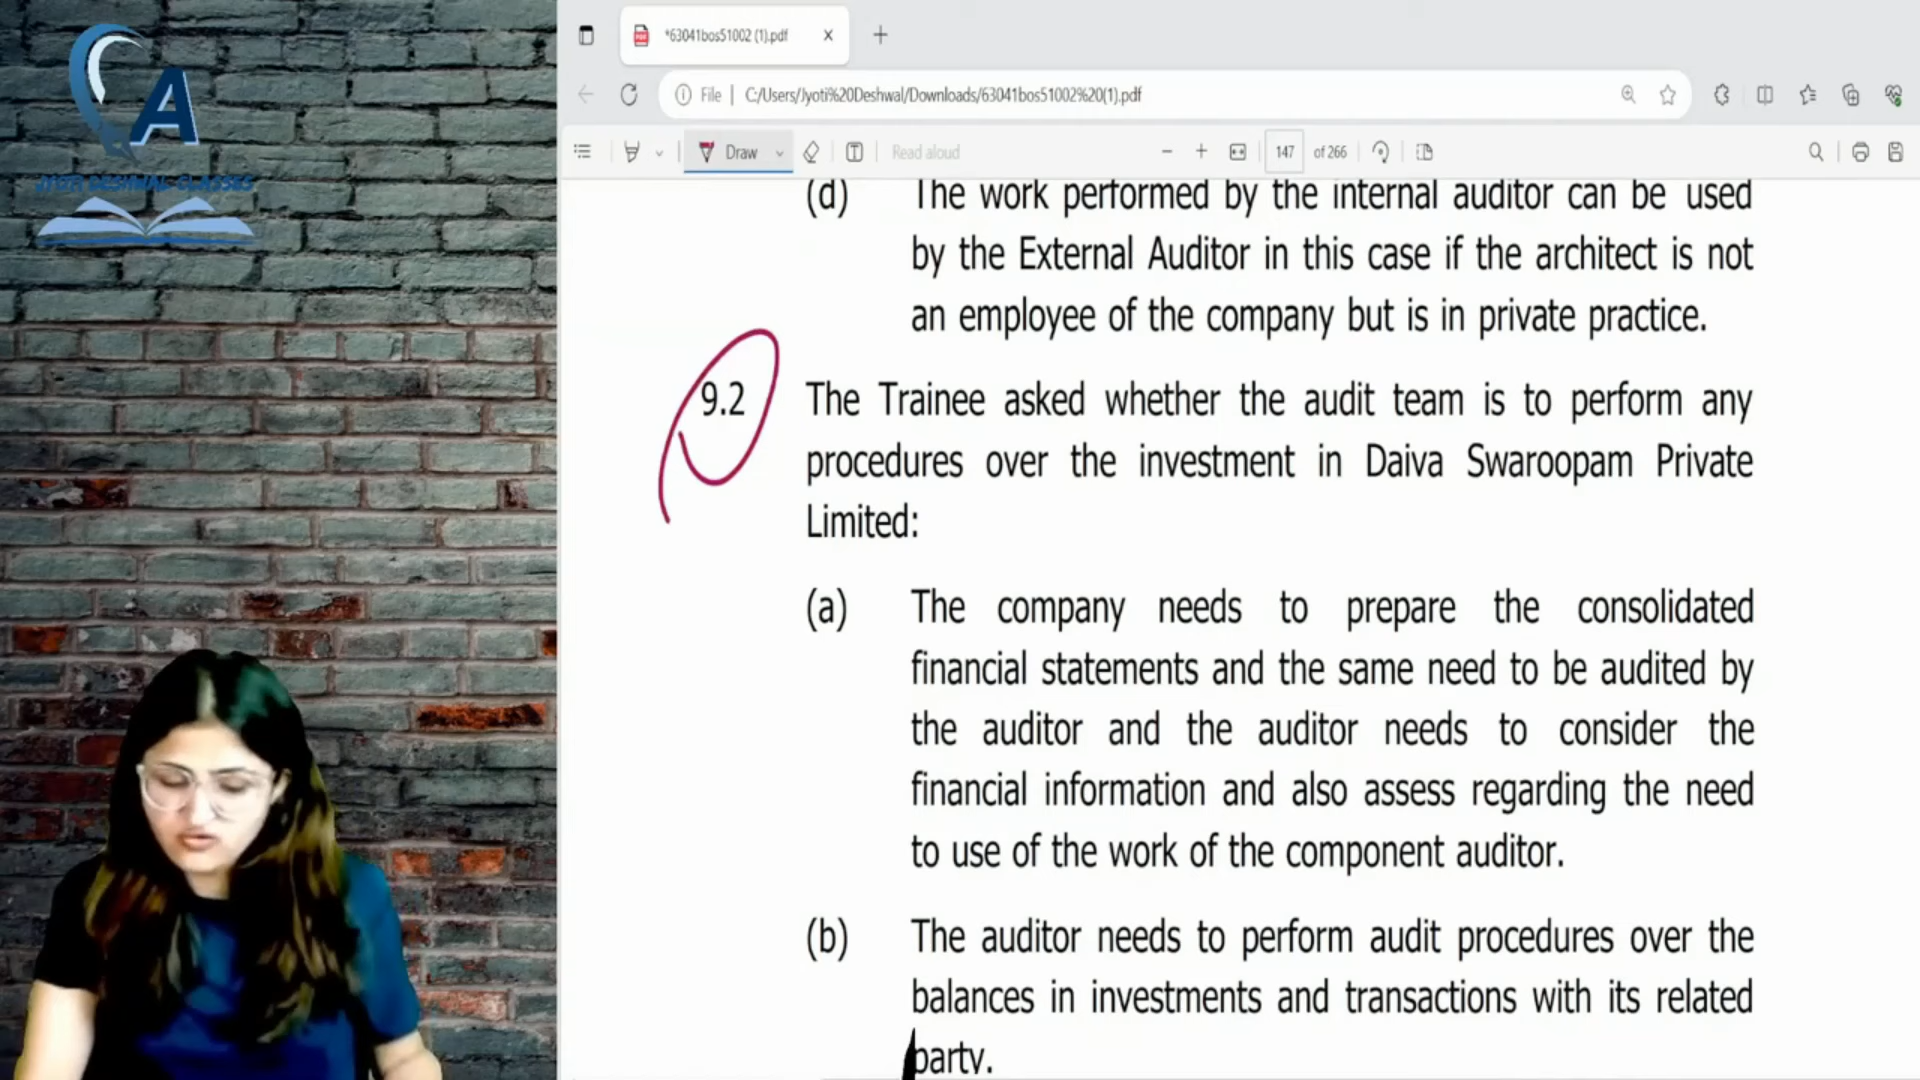 A
JYOTI DESHWAL CLASSES
*63041bos51002 (1).pdf
File
C:/Users/Jyoti%20Deshwal/Downloads/63041bos51002%20(1).pdf
Draw
Read aloud
147 of 266
(d) The work performed by the internal auditor can be used
by the External Auditor in this case if the architect is not
an employee of the company but is in private practice.
9.2 The Trainee asked whether the audit team is to perform any
procedures over the investment in Daiva Swaroopam Private
Limited:
(a) The company needs to prepare the consolidated
financial statements and the same need to be audited by
the auditor and the auditor needs to consider the
financial information and also assess regarding the need
to use of the work of the component auditor.
(b) The auditor needs to perform audit procedures over the
balances in investments and transactions with its related
party.